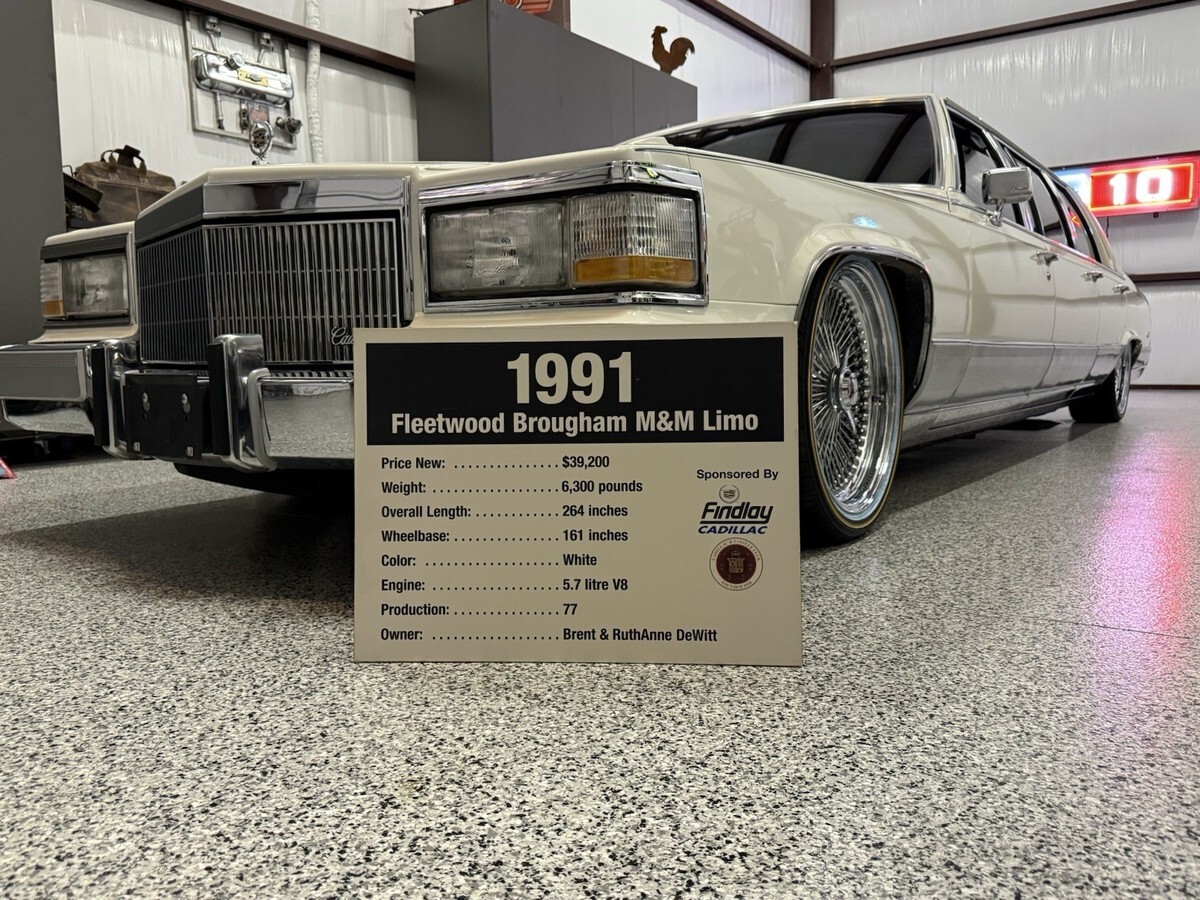 10
1991
Fleetwood Brougham M&M Limo
Price New: ............... $39,200
Weight: .................. 6,300 pounds
Overall Length: ............ 264 inches
Wheelbase: ............... 161 inches
Color: .................... White
Engine: .................. 5.7 litre V8
Production: ............... 77
Owner: .................. Brent & RuthAnne DeWitt
Sponsored By
Findlay
CADILLAC